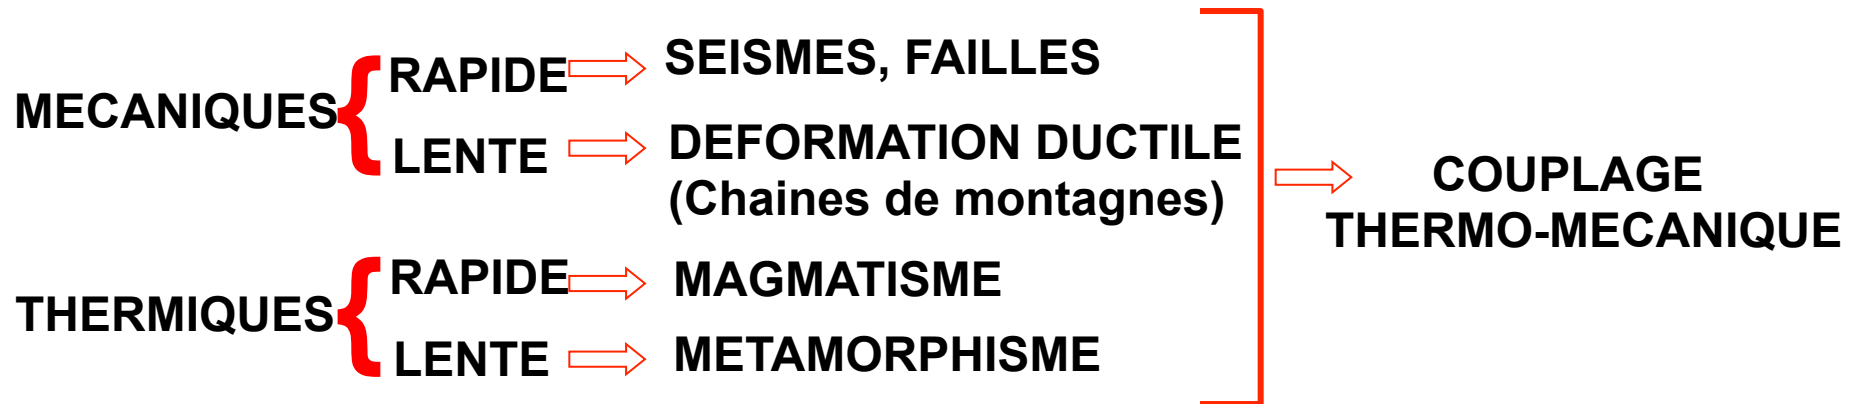 MECANIQUES
RAPIDE
SEISMES, FAILLES
LENTE
DEFORMATION DUCTILE
(Chaines de montagnes)
THERMIQUES
RAPIDE
MAGMATISME
LENTE
METAMORPHISME
COUPLAGE
THERMO-MECANIQUE